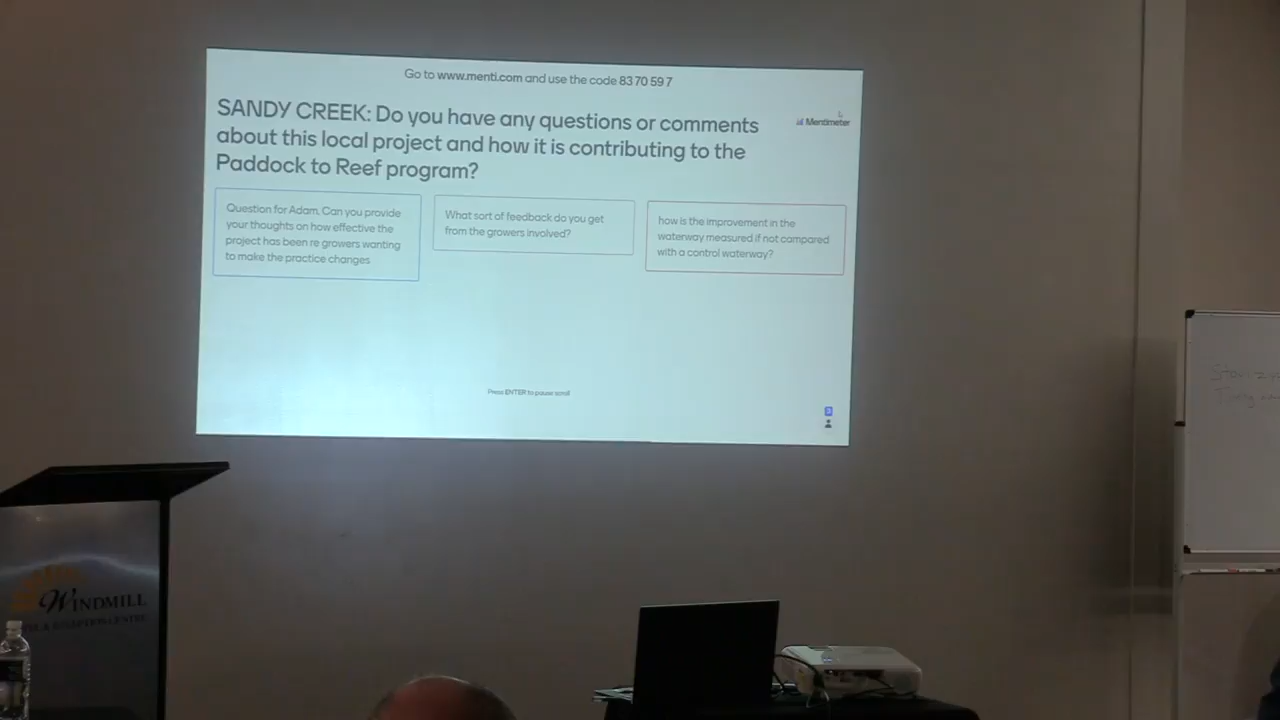 Go to www.menti.com and use the code 83 70 59 7
SANDY CREEK: Do you have any questions or comments
about this local project and how it is contributing to the
Paddock to Reef program?
Mentimeter
Question for Adam. Can you provide
your thoughts on how effective the
project has been re growers wanting
to make the practice changes
What sort of feedback do you get
from the growers involved?
how is the improvement in the
waterway measured if not compared
with a control waterway?
Press ENTER to pause scroll
3
WINDMILL